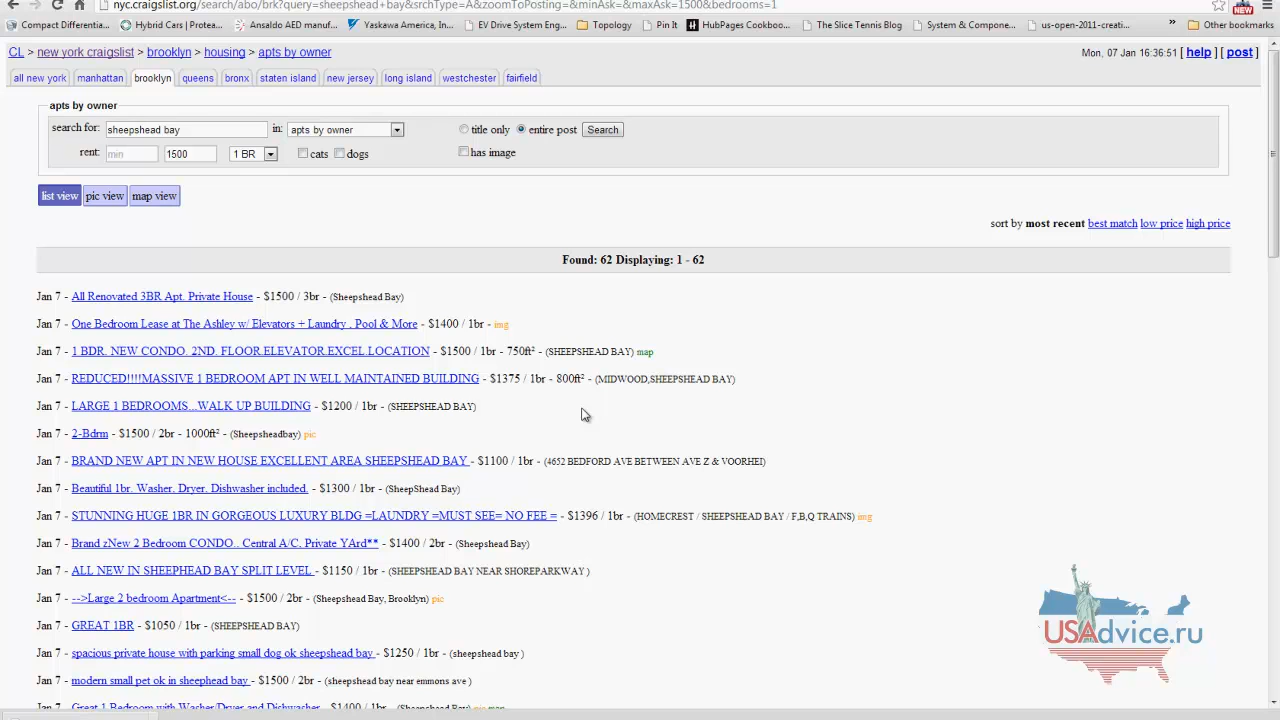 nyc.craigslist.org/search/abo/brk?query=sheepshead+bay&srchType=A&zoomToPosting=&minAsk=&maxAsk=1500&bedrooms=1
Compact Differential... Hybrid Cars (Protea... Ansaldo AED manuf... Yaskawa America, In... EV Drive System Eng... Topology Pin It HubPages Cookboo... The Slice Tennis Blog System & Compone... us-open-2011-creati... » Other bookmarks
CL > new york craigslist > brooklyn > housing > apts by owner Mon, 07 Jan 16:36:51 [ help ] [ post ]
all new york manhattan brooklyn queens bronx staten island new jersey long island westchester fairfield
apts by owner
search for: sheepshead bay in: apts by owner title only entire post Search
rent: min 1500 1 BR cats dogs has image
list view pic view map view
sort by most recent best match low price high price
Found: 62 Displaying: 1 - 62
Jan 7 - All Renovated 3BR Apt. Private House - $1500 / 3br - (Sheepshead Bay)
Jan 7 - One Bedroom Lease at The Ashley w/ Elevators + Laundry , Pool & More - $1400 / 1br - img
Jan 7 - 1 BDR. NEW CONDO. 2ND. FLOOR.ELEVATOR.EXCEL.LOCATION - $1500 / 1br - 750ft² - (SHEEPSHEAD BAY) map
Jan 7 - REDUCED!!!!MASSIVE 1 BEDROOM APT IN WELL MAINTAINED BUILDING - $1375 / 1br - 800ft² - (MIDWOOD,SHEEPSHEAD BAY)
Jan 7 - LARGE 1 BEDROOMS...WALK UP BUILDING - $1200 / 1br - (SHEEPSHEAD BAY)
Jan 7 - 2-Bdrm - $1500 / 2br - 1000ft² - (Sheepsheadbay) pic
Jan 7 - BRAND NEW APT IN NEW HOUSE EXCELLENT AREA SHEEPSHEAD BAY - $1100 / 1br - (4652 BEDFORD AVE BETWEEN AVE Z & VOORHEI)
Jan 7 - Beautiful 1br. Washer, Dryer, Dishwasher included. - $1300 / 1br - (SheepShead Bay)
Jan 7 - STUNNING HUGE 1BR IN GORGEOUS LUXURY BLDG =LAUNDRY =MUST SEE= NO FEE = - $1396 / 1br - (HOMECREST / SHEEPSHEAD BAY / F,B,Q TRAINS) img
Jan 7 - Brand zNew 2 Bedroom CONDO.. Central A/C, Private YArd** - $1400 / 2br - (Sheepshead Bay)
Jan 7 - ALL NEW IN SHEEPHEAD BAY SPLIT LEVEL - $1150 / 1br - (SHEEPSHEAD BAY NEAR SHOREPARKWAY )
Jan 7 - -->Large 2 bedroom Apartment<-- - $1500 / 2br - (Sheepshead Bay, Brooklyn) pic
Jan 7 - GREAT 1BR - $1050 / 1br - (SHEEPSHEAD BAY)
Jan 7 - spacious private house with parking small dog ok sheepshead bay - $1250 / 1br - (sheepshead bay )
Jan 7 - modern small pet ok in sheephead bay - $1500 / 2br - (sheepshead bay near emmons ave )
Jan 7 - Great 1 Bedroom with Washer/Dryer and Dishwasher - $1400 / 1br - (Sheepshead Bay) pic map
USAdvice.ru
NEW